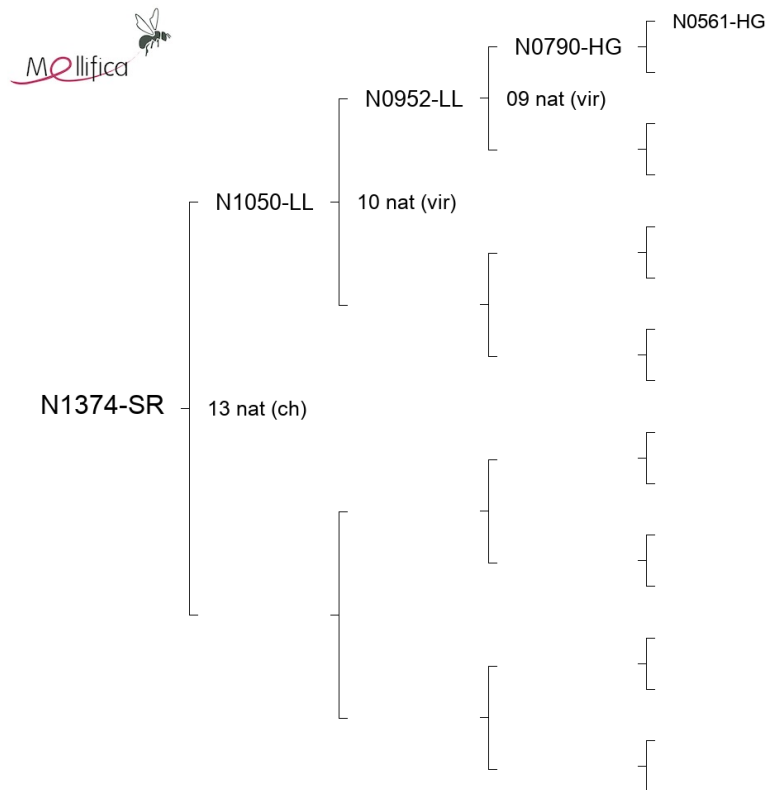 Mellifica
N0561-HG
N0790-HG
N0952-LL
09 nat (vir)
N1050-LL
10 nat (vir)
N1374-SR
13 nat (ch)